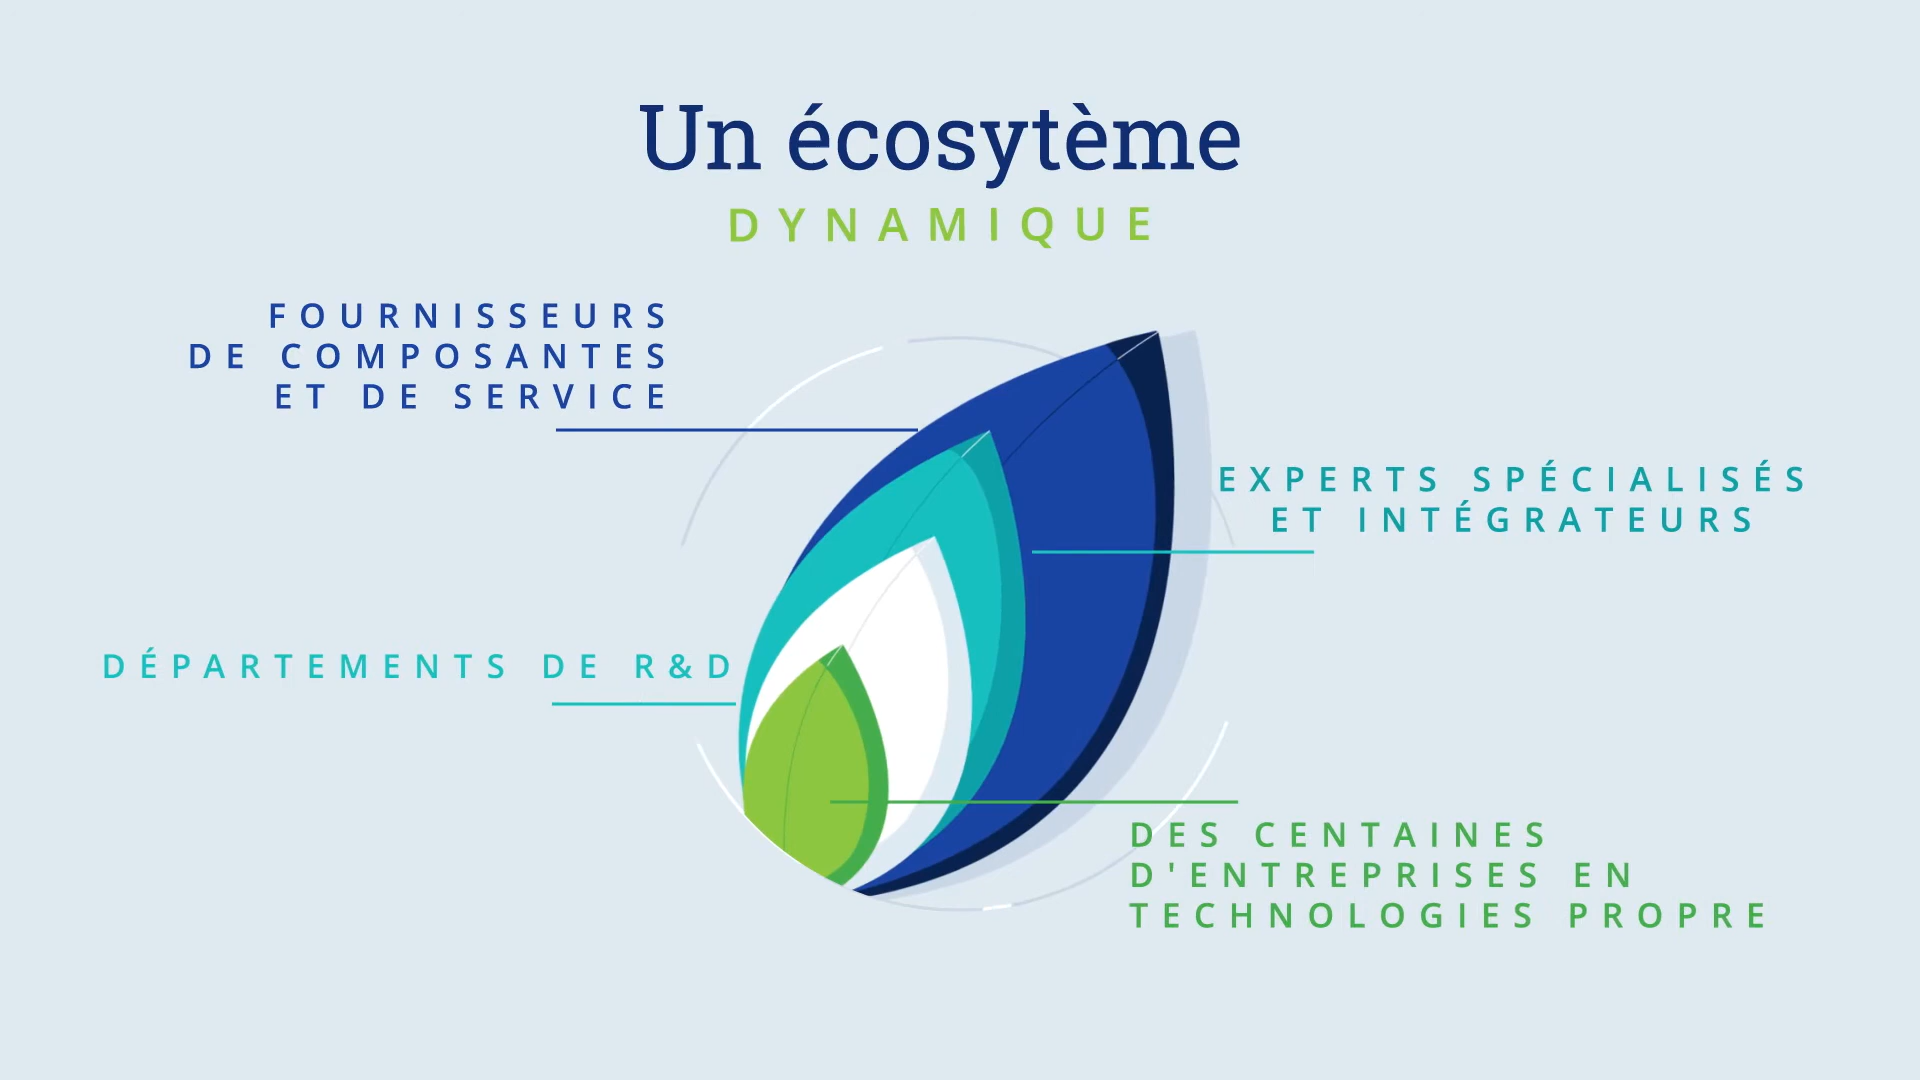 Un écosytème
DYNAMIQUE
FOURNISSEURS
DE COMPOSANTES
ET DE SERVICE
EXPERTS SPÉCIALISÉS
ET INTÉGRATEURS
DÉPARTEMENTS DE R&D
DES CENTAINES
D'ENTREPRISES EN
TECHNOLOGIES PROPRE